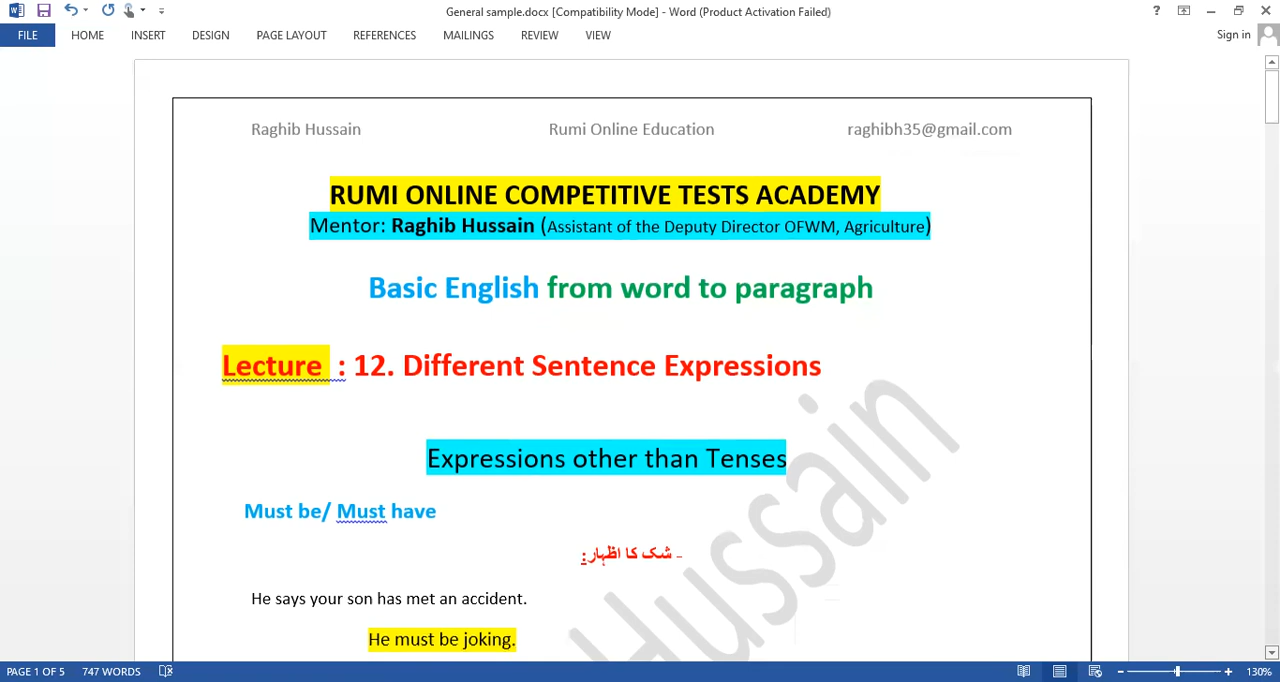 General sample.docx [Compatibility Mode] - Word (Product Activation Failed)
FILE HOME INSERT DESIGN PAGE LAYOUT REFERENCES MAILINGS REVIEW VIEW Sign in
Raghib Hussain Rumi Online Education raghibh35@gmail.com
RUMI ONLINE COMPETITIVE TESTS ACADEMY
Mentor: Raghib Hussain (Assistant of the Deputy Director OFWM, Agriculture)
Basic English from word to paragraph
Lecture : 12. Different Sentence Expressions
Expressions other than Tenses
Must be/ Must have
- شک کا اظہار:
He says your son has met an accident.
He must be joking.
Hussain
PAGE 1 OF 5 747 WORDS 130%